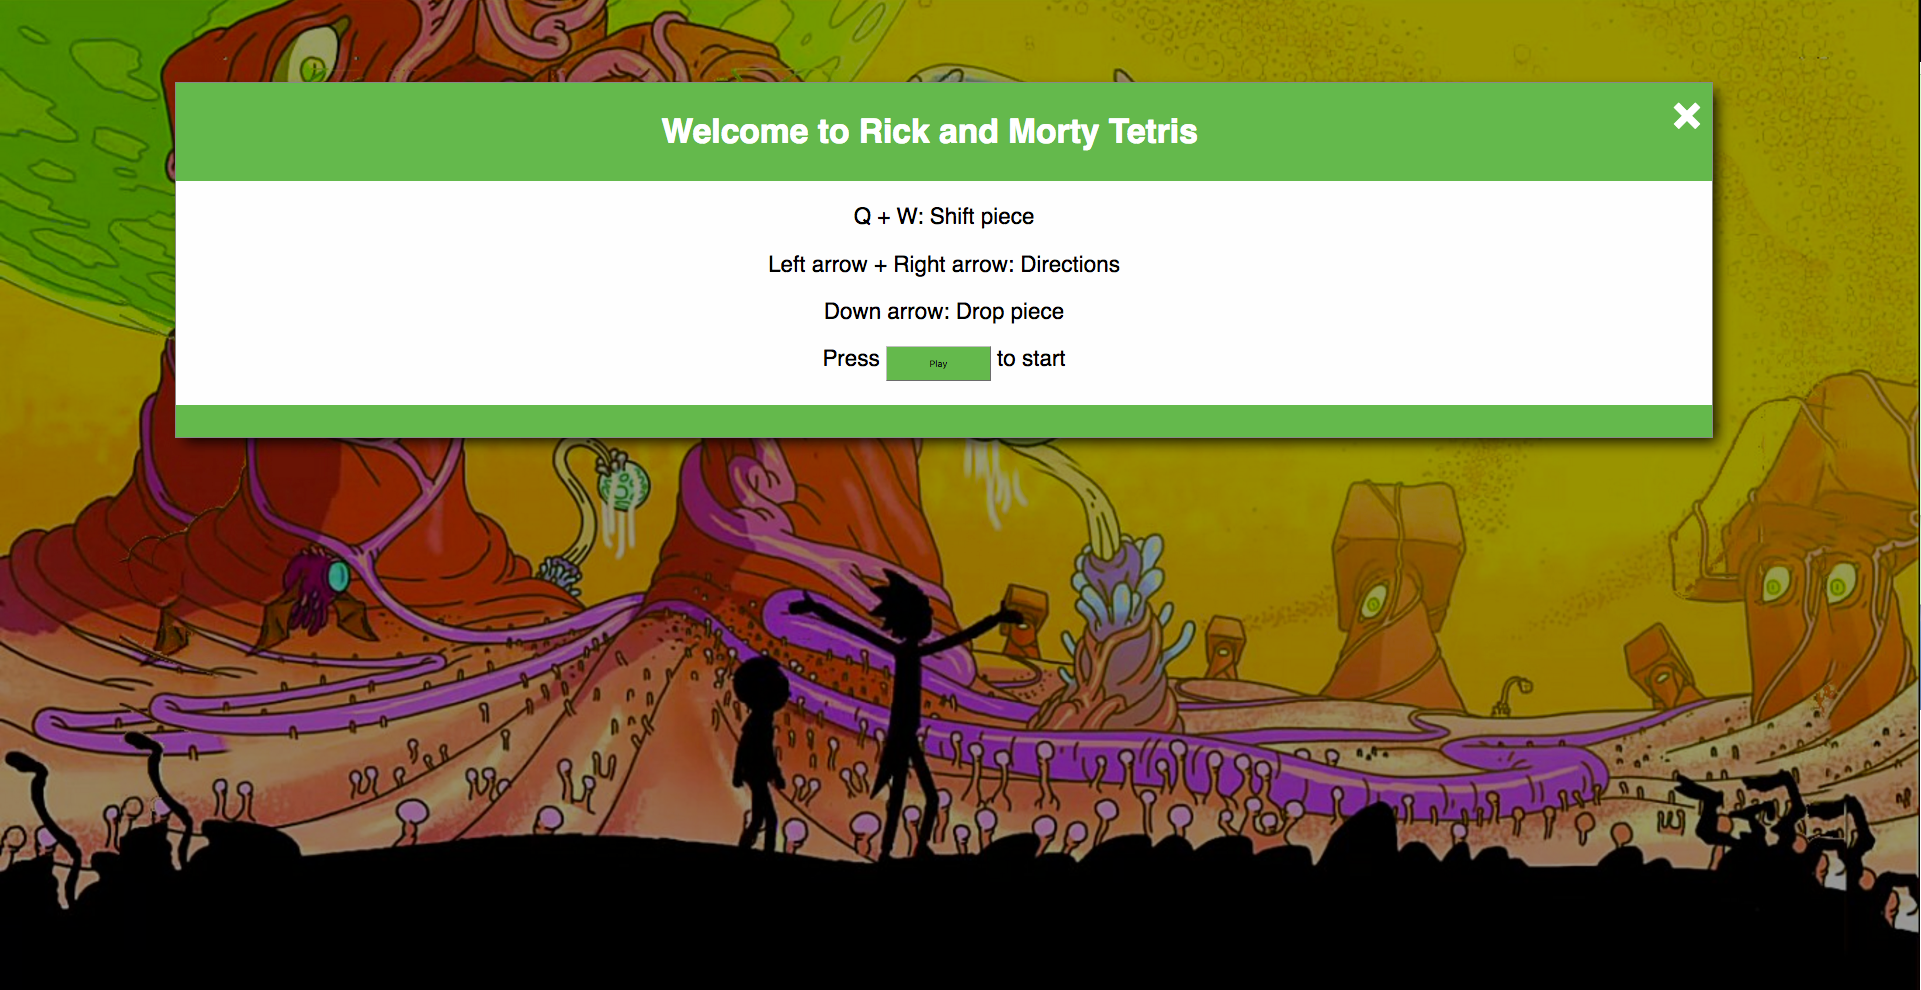 Welcome to Rick and Morty Tetris
Q + W: Shift piece
Left arrow + Right arrow: Directions
Down arrow: Drop piece
Press Play to start